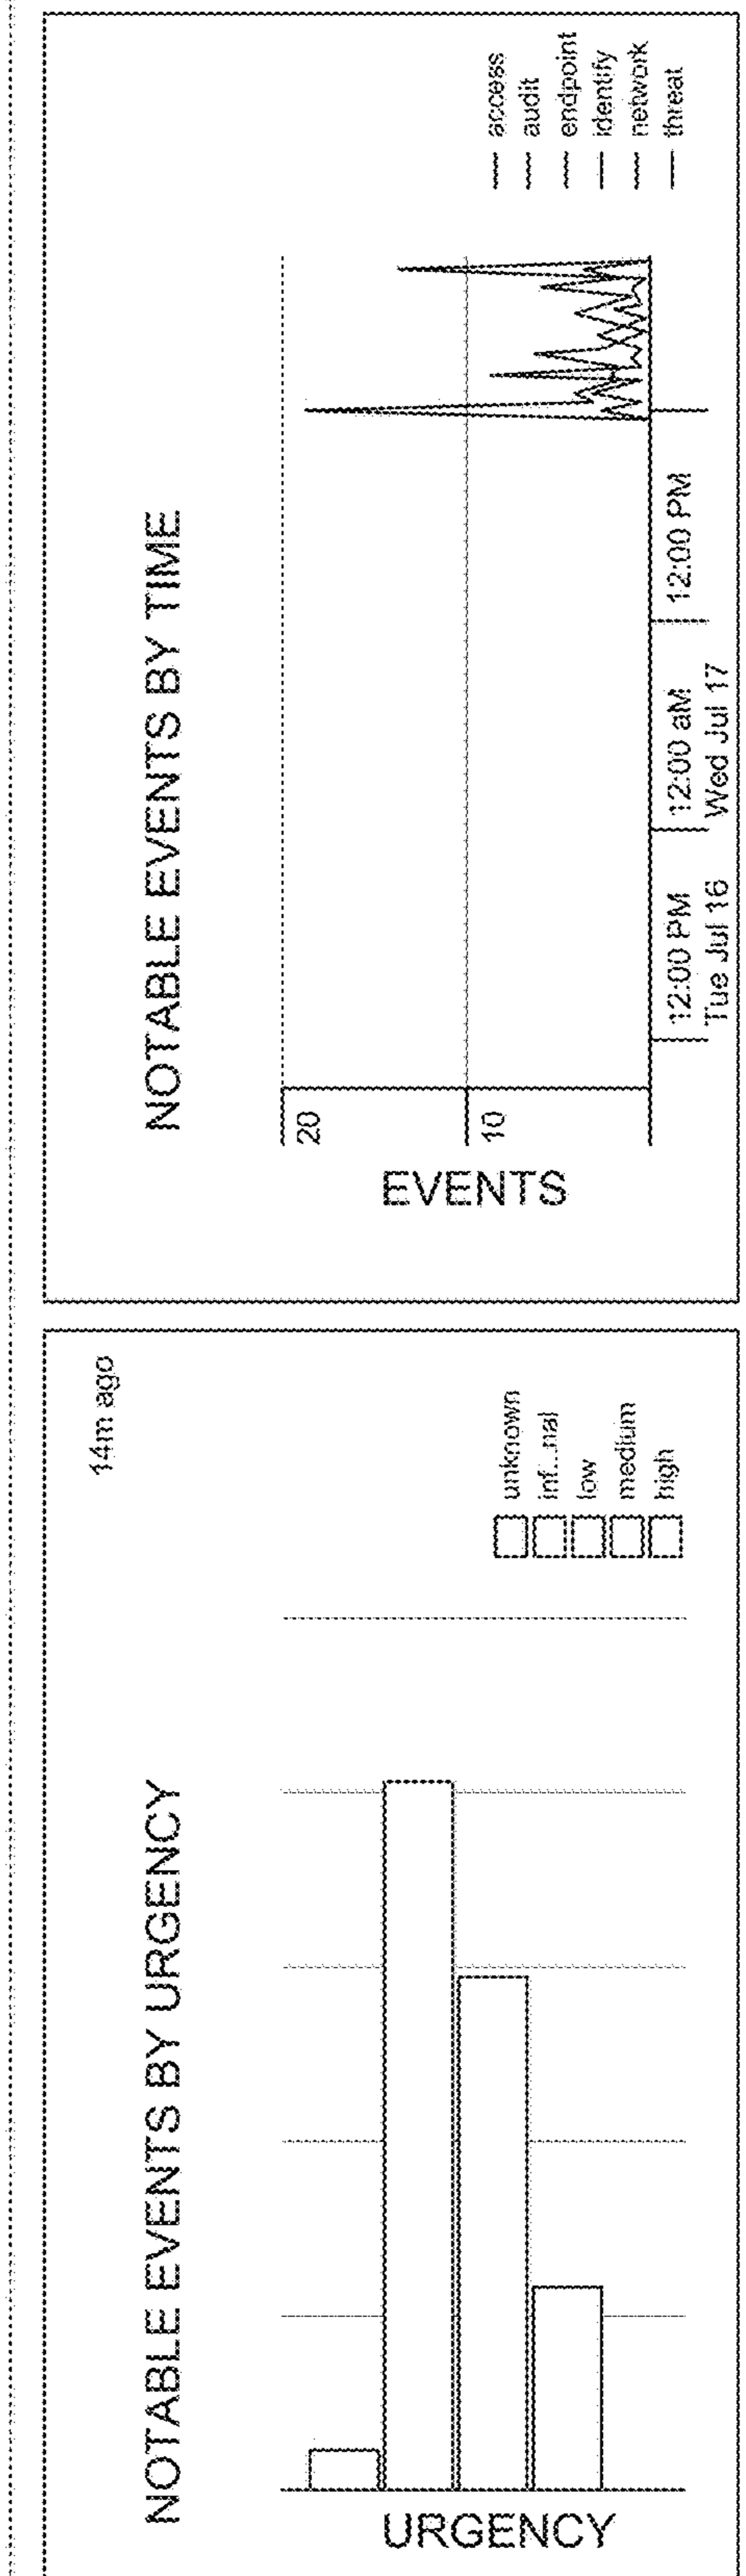 NOTABLE EVENTS BY URGENCY
14m ago
URGENCY
unknown
inf...nal
low
medium
high
NOTABLE EVENTS BY TIME
EVENTS
20
10
12:00 PM
Tue Jul 16
12:00 aM
Wed Jul 17
12:00 PM
access
audit
endpoint
identify
network
threat